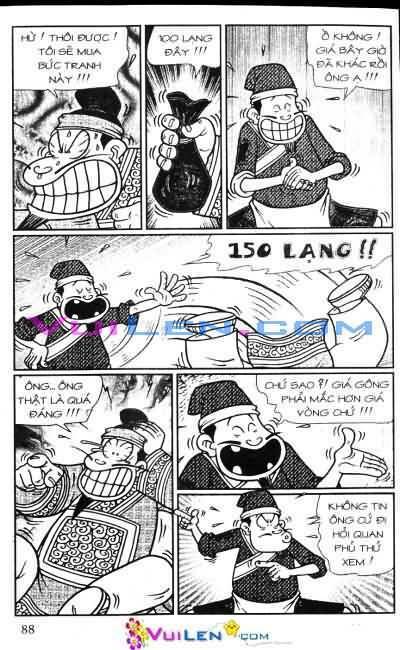 HỪ ! THÔI ĐƯỢC !
TÔI SẼ MUA
BỨC TRANH
NÀY !!!
100 LẠNG
ĐÂY !!!
Ồ KHÔNG !
GIÁ BÂY GIỜ
ĐÃ KHÁC RỒI
ÔNG Ạ !!!
150 LẠNG !!
VUILEN.COM
ÔNG.. ÔNG
THẬT LÀ QUÁ
ĐÁNG !!!
CHỨ SAO ?! GIÁ GÔNG
PHẢI MẮC HƠN GIÁ
VÒNG CHỨ !!!
KHÔNG TIN
ÔNG CỨ ĐI
HỎI QUAN
PHỦ THỬ
XEM !
88
VUILEN.COM